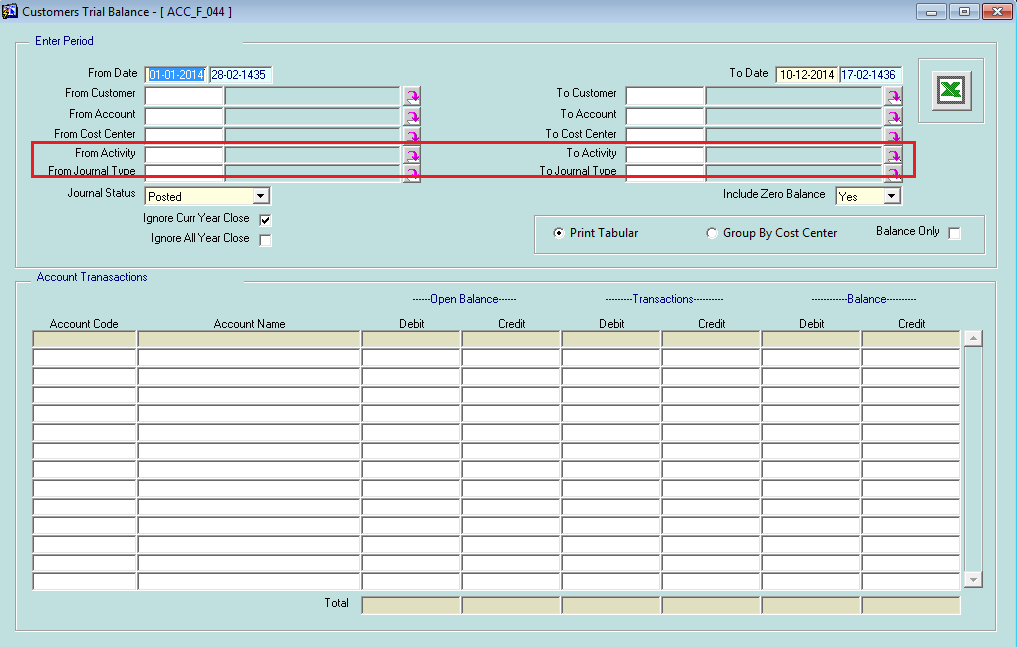 Customers Trial Balance - [ ACC_F_044 ]
Enter Period
From Date 01-01-2014 28-02-1435 To Date 10-12-2014 17-02-1436
From Customer To Customer
From Account To Account
From Cost Center To Cost Center
From Activity To Activity
From Journal Type To Journal Type
Journal Status Posted Include Zero Balance Yes
Ignore Curr Year Close
Ignore All Year Close
Print Tabular Group By Cost Center Balance Only
Account Tranasactions
------Open Balance------ ---------Transactions--------- -----------Balance----------
Account Code Account Name Debit Credit Debit Credit Debit Credit
Total